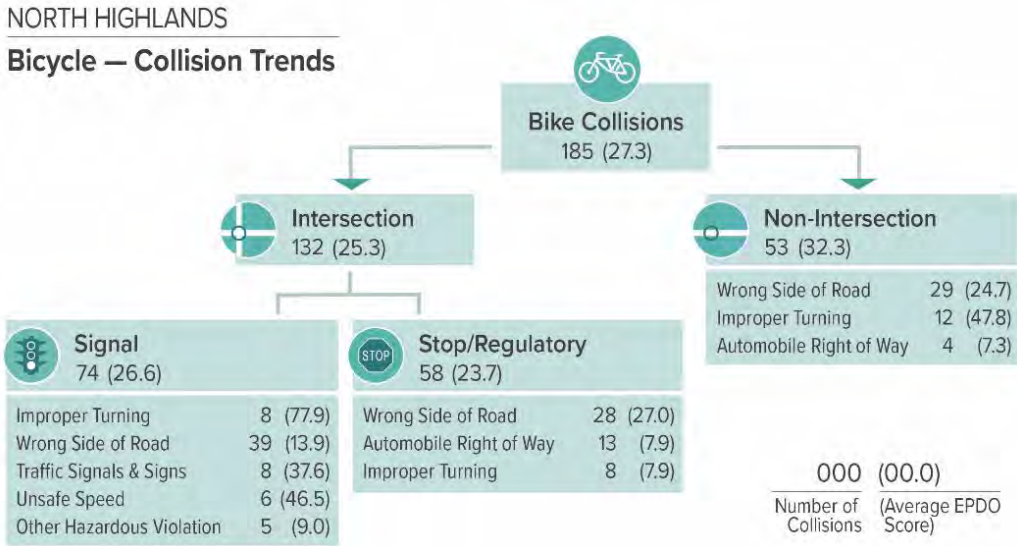 NORTH HIGHLANDS
Bicycle — Collision Trends
Bike Collisions
185 (27.3)
Intersection
132 (25.3)
Non-Intersection
53 (32.3)
Wrong Side of Road 29 (24.7)
Improper Turning 12 (47.8)
Automobile Right of Way 4 (7.3)
Signal
74 (26.6)
Improper Turning 8 (77.9)
Wrong Side of Road 39 (13.9)
Traffic Signals & Signs 8 (37.6)
Unsafe Speed 6 (46.5)
Other Hazardous Violation 5 (9.0)
STOP
Stop/Regulatory
58 (23.7)
Wrong Side of Road 28 (27.0)
Automobile Right of Way 13 (7.9)
Improper Turning 8 (7.9)
000 (00.0)
Number of Collisions (Average EPDO Score)